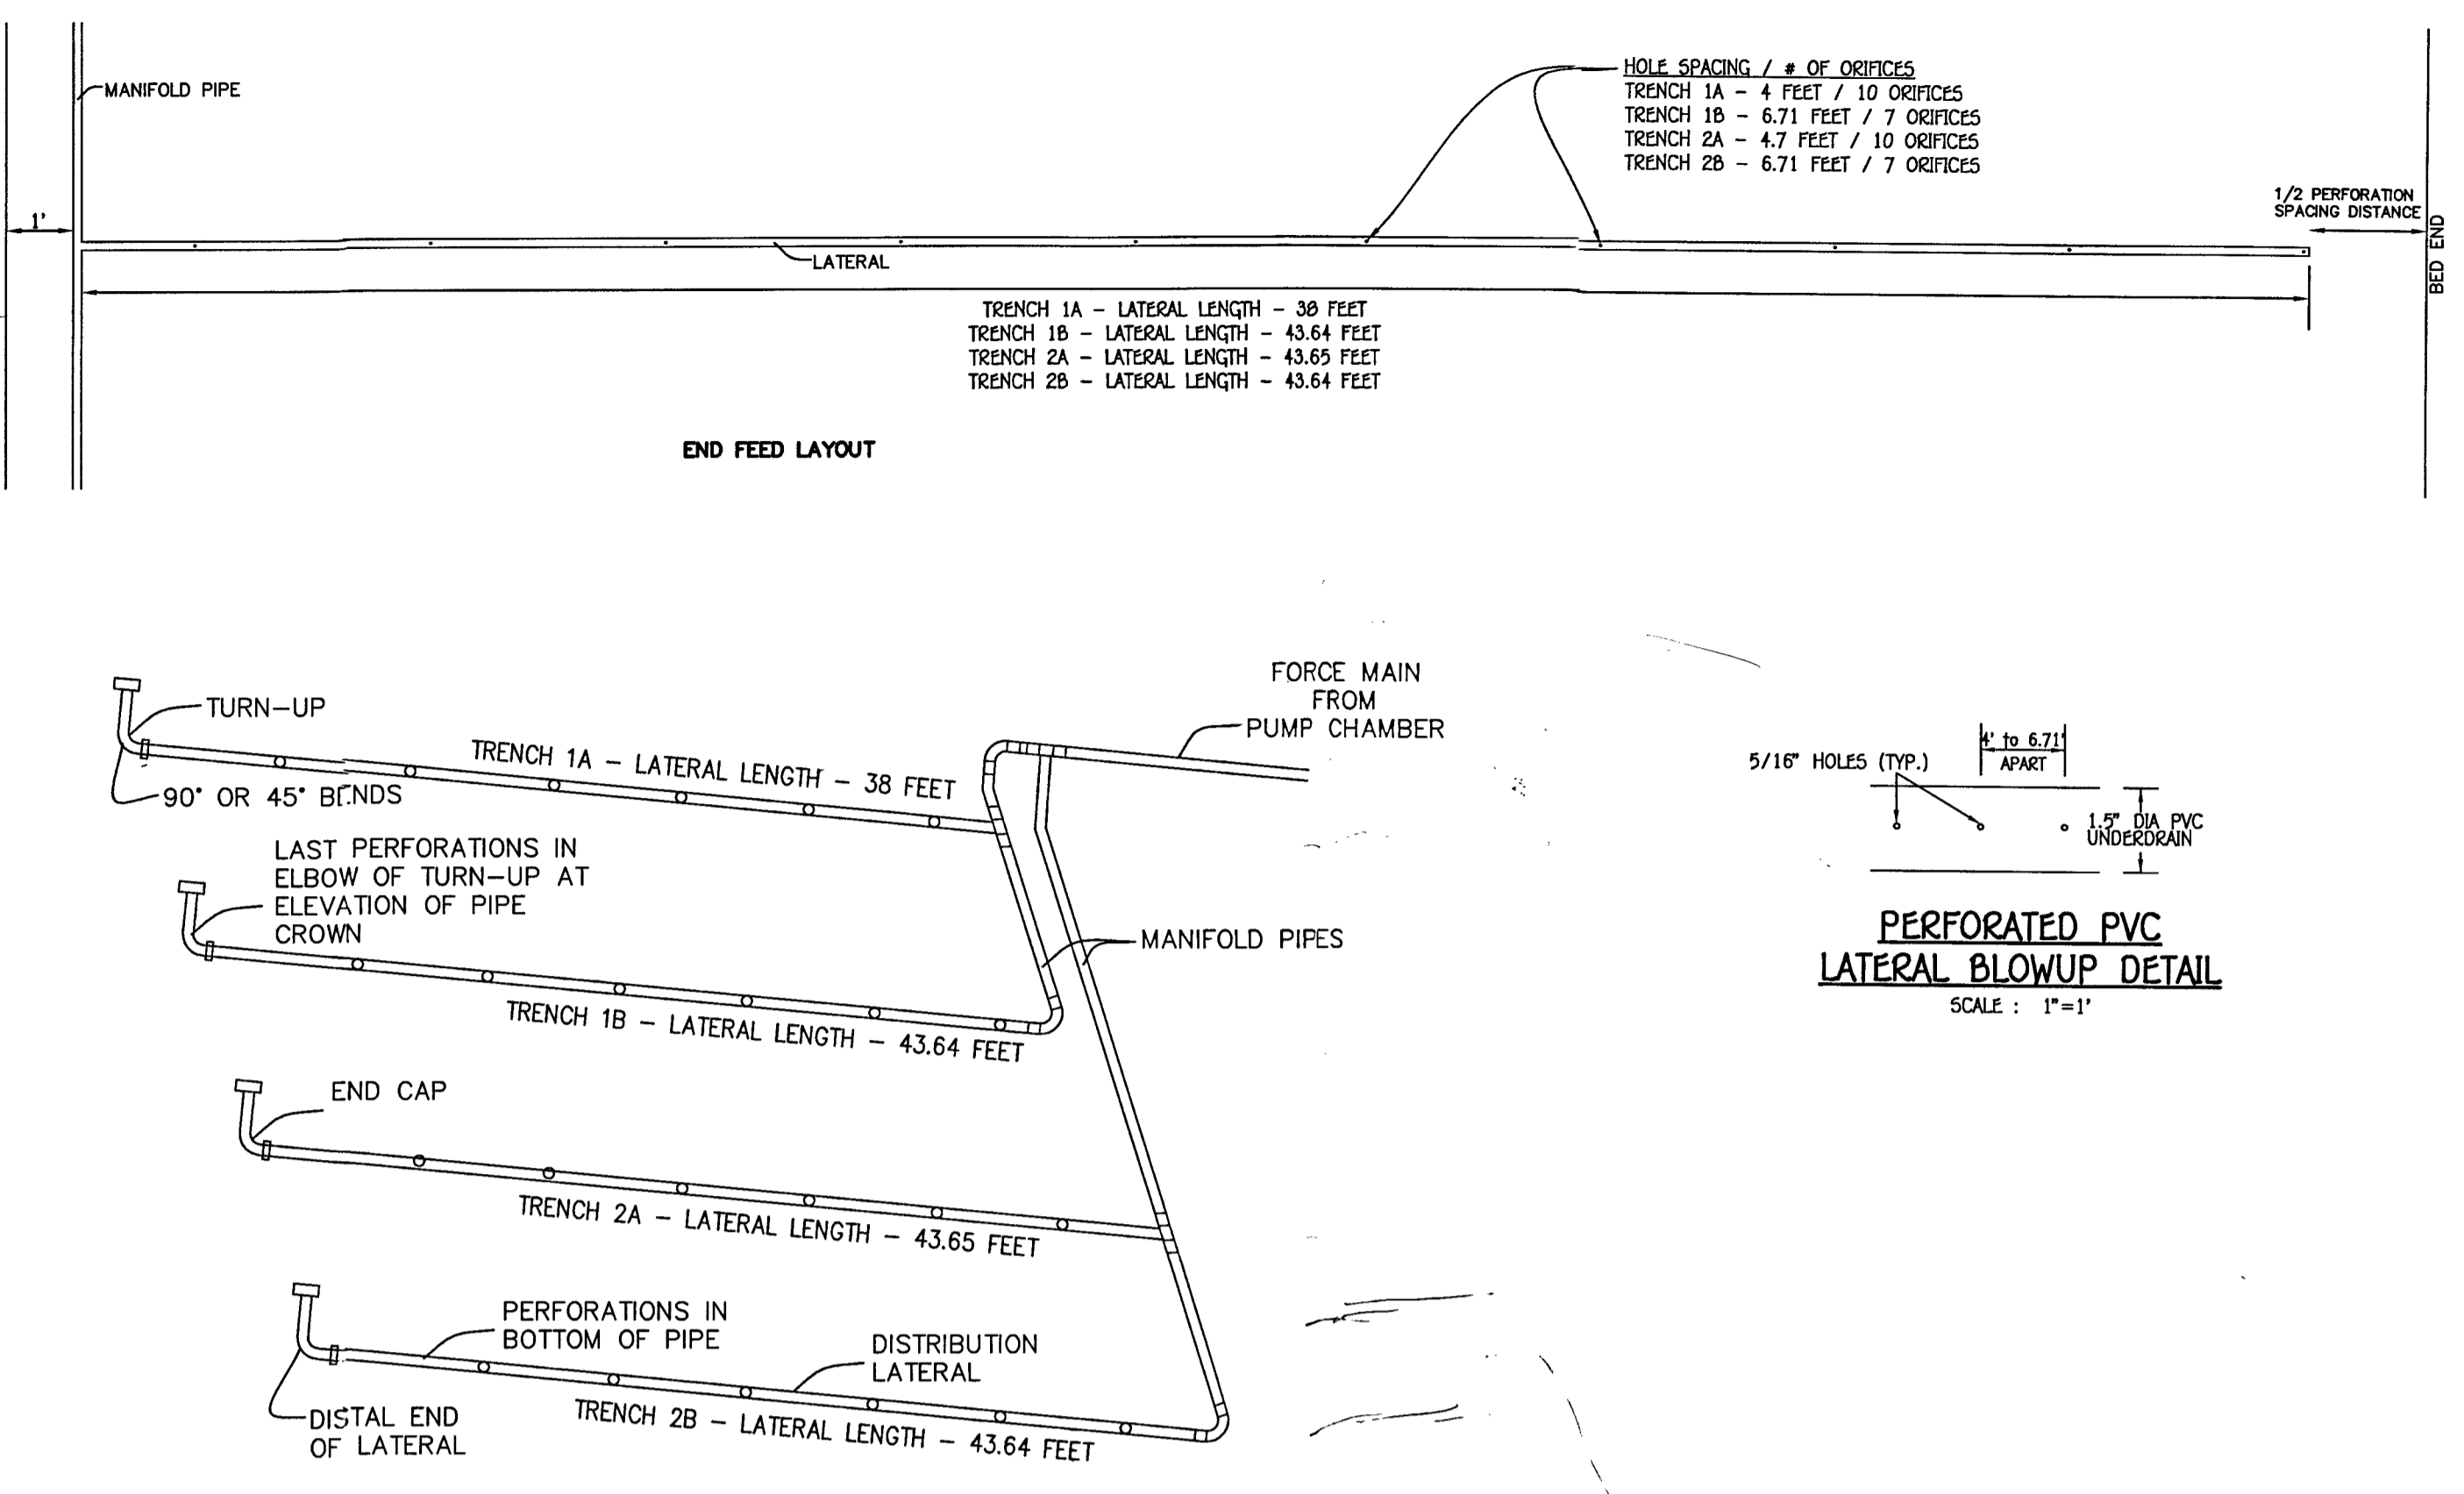 MANIFOLD PIPE
HOLE SPACING / # OF ORIFICES
TRENCH 1A - 4 FEET / 10 ORIFICES
TRENCH 1B - 6.71 FEET / 7 ORIFICES
TRENCH 2A - 4.7 FEET / 10 ORIFICES
TRENCH 2B - 6.71 FEET / 7 ORIFICES
1/2 PERFORATION
SPACING DISTANCE
BED END
1'
LATERAL
TRENCH 1A - LATERAL LENGTH - 38 FEET
TRENCH 1B - LATERAL LENGTH - 43.64 FEET
TRENCH 2A - LATERAL LENGTH - 43.65 FEET
TRENCH 2B - LATERAL LENGTH - 43.64 FEET
END FEED LAYOUT
FORCE MAIN
FROM
PUMP CHAMBER
TURN-UP
TRENCH 1A - LATERAL LENGTH - 38 FEET
90° OR 45° BENDS
LAST PERFORATIONS IN
ELBOW OF TURN-UP AT
ELEVATION OF PIPE
CROWN
MANIFOLD PIPES
TRENCH 1B - LATERAL LENGTH - 43.64 FEET
END CAP
TRENCH 2A - LATERAL LENGTH - 43.65 FEET
PERFORATIONS IN
BOTTOM OF PIPE
DISTRIBUTION
LATERAL
DISTAL END
OF LATERAL
TRENCH 2B - LATERAL LENGTH - 43.64 FEET
4' to 6.71'
APART
5/16" HOLES (TYP.)
1.5" DIA PVC
UNDERDRAIN
PERFORATED PVC
LATERAL BLOWUP DETAIL
SCALE : 1"=1'